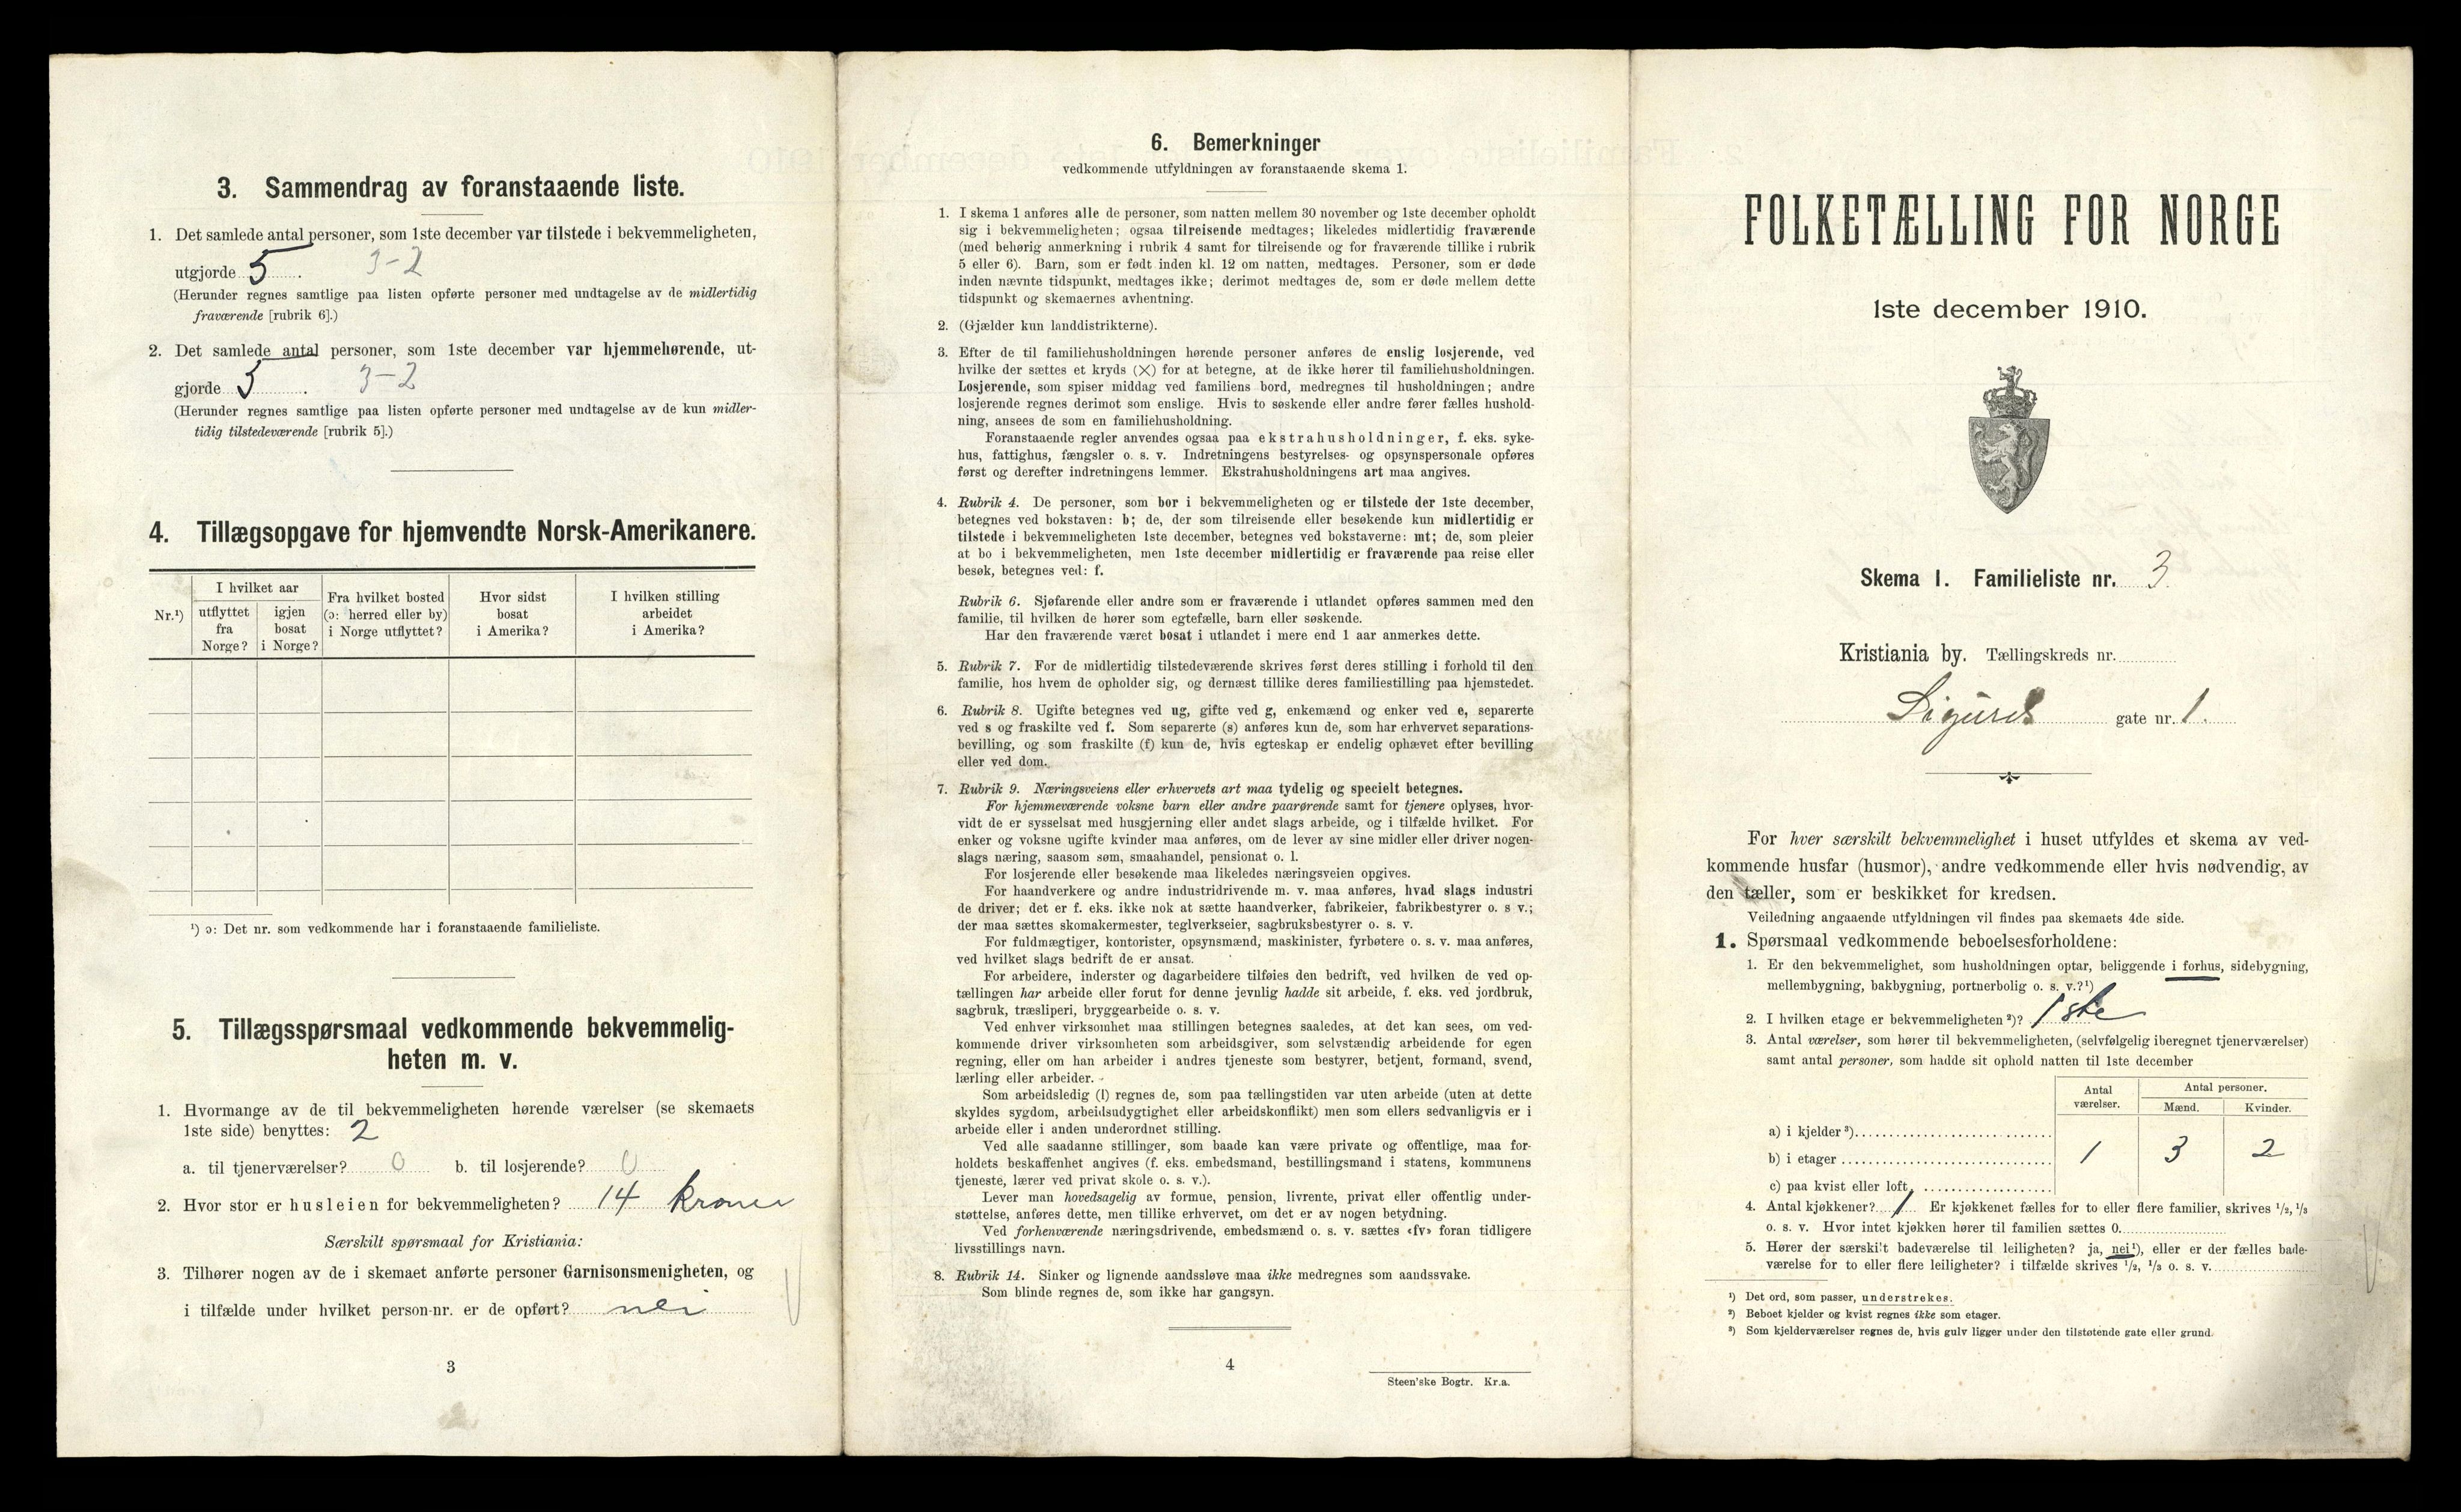 3. Sammendrag av foranstaaende liste.
1. Det samlede antal personer, som 1ste december var tilstede i bekvemmeligheten,
utgjorde 5. 3-2
(Herunder regnes samtlige paa listen opførte personer med undtagelse av de midlertidig
fraværende [rubrik 6].)
2. Det samlede antal personer, som 1ste december var hjemmehørende, ut-
gjorde 5. 3-2
(Herunder regnes samtlige paa listen opførte personer med undtagelse av de kun midler-
tidig tilstedeværende [rubrik 5].)
4. Tillægsopgave for hjemvendte Norsk-Amerikanere.
Nr.¹)
I hvilket aar
utflyttet
fra
Norge?
igjen
bosat
i Norge?
Fra hvilket bosted
(ɔ: herred eller by)
i Norge utflyttet?
Hvor sidst
bosat
i Amerika?
I hvilken stilling
arbeidet
i Amerika?
¹) ɔ: Det nr. som vedkommende har i foranstaaende familieliste.
5. Tillægsspørsmaal vedkommende bekvemmelig-
heten m. v.
1. Hvormange av de til bekvemmeligheten hørende værelser (se skemaets
1ste side) benyttes: 2
a. til tjenerværelser? 0 b. til losjerende? 0
2. Hvor stor er husleien for bekvemmeligheten? 14 kroner
Særskilt spørsmaal for Kristiania:
3. Tilhører nogen av de i skemaet anførte personer Garnisonsmenigheten, og
i tilfælde under hvilket person-nr. er de opført? nei
3
6. Bemerkninger
vedkommende utfyldningen av foranstaaende skema 1.
1. I skema 1 anføres alle de personer, som natten mellem 30 november og 1ste december opholdt
sig i bekvemmeligheten; ogsaa tilreisende medtages; likeledes midlertidig fraværende
(med behørig anmerkning i rubrik 4 samt for tilreisende og for fraværende tillike i rubrik
5 eller 6). Barn, som er født inden kl. 12 om natten, medtages. Personer, som er døde
inden nævnte tidspunkt, medtages ikke; derimot medtages de, som er døde mellem dette
tidspunkt og skemaernes avhentning.
2. (Gjælder kun landdistrikterne).
3. Efter de til familiehusholdningen hørende personer anføres de enslig losjerende, ved
hvilke der sættes et kryds (×) for at betegne, at de ikke hører til familiehusholdningen.
Losjerende, som spiser middag ved familiens bord, medregnes til husholdningen; andre
losjerende regnes derimot som enslige. Hvis to søskende eller andre fører fælles hushold-
ning, ansees de som en familiehusholdning.
Foranstaaende regler anvendes ogsaa paa ekstrahusholdninger, f. eks. syke-
hus, fattighus, fængsler o. s. v. Indretningens bestyrelses- og opsynspersonale opføres
først og derefter indretningens lemmer. Ekstrahusholdningens art maa angives.
4. Rubrik 4. De personer, som bor i bekvemmeligheten og er tilstede der 1ste december,
betegnes ved bokstaven: b; de, der som tilreisende eller besøkende kun midlertidig er
tilstede i bekvemmeligheten 1ste december, betegnes ved bokstaverne: mt; de, som pleier
at bo i bekvemmeligheten, men 1ste december midlertidig er fraværende paa reise eller
besøk, betegnes ved: f.
Rubrik 6. Sjøfarende eller andre som er fraværende i utlandet opføres sammen med den
familie, til hvilken de hører som egtefælle, barn eller søskende.
Har den fraværende været bosat i utlandet i mere end 1 aar anmerkes dette.
5. Rubrik 7. For de midlertidig tilstedeværende skrives først deres stilling i forhold til den
familie, hos hvem de opholder sig, og dernæst tillike deres familiestilling paa hjemstedet.
6. Rubrik 8. Ugifte betegnes ved ug, gifte ved g, enkemænd og enker ved e, separerte
ved s og fraskilte ved f. Som separerte (s) anføres kun de, som har erhvervet separations-
bevilling, og som fraskilte (f) kun de, hvis egteskap er endelig ophævet efter bevilling
eller ved dom.
7. Rubrik 9. Næringsveiens eller erhvervets art maa tydelig og specielt betegnes.
For hjemmeværende voksne barn eller andre paarørende samt for tjenere oplyses, hvor-
vidt de er sysselsat med husgjerning eller andet slags arbeide, og i tilfælde hvilket. For
enker og voksne ugifte kvinder maa anføres, om de lever av sine midler eller driver nogen-
slags næring, saasom søm, smaahandel, pensionat o. l.
For losjerende eller besøkende maa likeledes næringsveien opgives.
For haandverkere og andre industridrivende m. v. maa anføres, hvad slags industri
de driver; det er f. eks. ikke nok at sætte haandverker, fabrikeier, fabrikbestyrer o. s v.;
der maa sættes skomakermester, teglverkseier, sagbruksbestyrer o. s. v.
For fuldmægtiger, kontorister, opsynsmænd, maskinister, fyrbøtere o. s. v. maa anføres,
ved hvilket slags bedrift de er ansat.
For arbeidere, inderster og dagarbeidere tilføies den bedrift, ved hvilken de ved op-
tællingen har arbeide eller forut for denne jevnlig hadde sit arbeide, f. eks. ved jordbruk,
sagbruk, træsliperi, bryggearbeide o. s. v.
Ved enhver virksomhet maa stillingen betegnes saaledes, at det kan sees, om ved-
kommende driver virksomheten som arbeidsgiver, som selvstændig arbeidende for egen
regning, eller om han arbeider i andres tjeneste som bestyrer, betjent, formand, svend,
lærling eller arbeider.
Som arbeidsledig (l) regnes de, som paa tællingstiden var uten arbeide (uten at dette
skyldes sygdom, arbeidsudygtighet eller arbeidskonflikt) men som ellers sedvanligvis er i
arbeide eller i anden underordnet stilling.
Ved alle saadanne stillinger, som baade kan være private og offentlige, maa for-
holdets beskaffenhet angives (f. eks. embedsmand, bestillingsmand i statens, kommunens
tjeneste, lærer ved privat skole o. s. v.).
Lever man hovedsagelig av formue, pension, livrente, privat eller offentlig under-
støttelse, anføres dette, men tillike erhvervet, om det er av nogen betydning.
Ved forhenværende næringsdrivende, embedsmænd o. s. v. sættes «fv» foran tidligere
livsstillings navn.
8. Rubrik 14. Sinker og lignende aandssløve maa ikke medregnes som aandssvake.
Som blinde regnes de, som ikke har gangsyn.
4
Steen'ske Bogtr. Kr.a.
FOLKETÆLLING FOR NORGE
1ste december 1910.
Skema 1. Familieliste nr. 3.
Kristiania by. Tællingskreds nr.
Sigurds gate nr. 1.
For hver særskilt bekvemmelighet i huset utfyldes et skema av ved-
kommende husfar (husmor), andre vedkommende eller hvis nødvendig, av
den tæller, som er beskikket for kredsen.
Veiledning angaaende utfyldningen vil findes paa skemaets 4de side.
1. Spørsmaal vedkommende beboelsesforholdene:
1. Er den bekvemmelighet, som husholdningen optar, beliggende i forhus, sidebygning,
mellembygning, bakbygning, portnerbolig o. s. v.?¹)
2. I hvilken etage er bekvemmeligheten ²)? 1ste
3. Antal værelser, som hører til bekvemmeligheten, (selvfølgelig iberegnet tjenerværelser)
samt antal personer, som hadde sit ophold natten til 1ste december
Antal
værelser.
Antal personer.
Mænd. Kvinder.
a) i kjelder ³)
b) i etager 1 3 2
c) paa kvist eller loft
4. Antal kjøkkener? 1 Er kjøkkenet fælles for to eller flere familier, skrives ¹/₂, ¹/₃
o. s. v. Hvor intet kjøkken hører til familien sættes 0.
5. Hører der særskilt badeværelse til leiligheten? ja, nei ¹), eller er der fælles bade-
værelse for to eller flere leiligheter? i tilfælde skrives ¹/₂, ¹/₃ o. s. v.
¹) Det ord, som passer, understrekes.
²) Beboet kjelder og kvist regnes ikke som etager.
³) Som kjelderværelser regnes de, hvis gulv ligger under den tilstøtende gate eller grund.